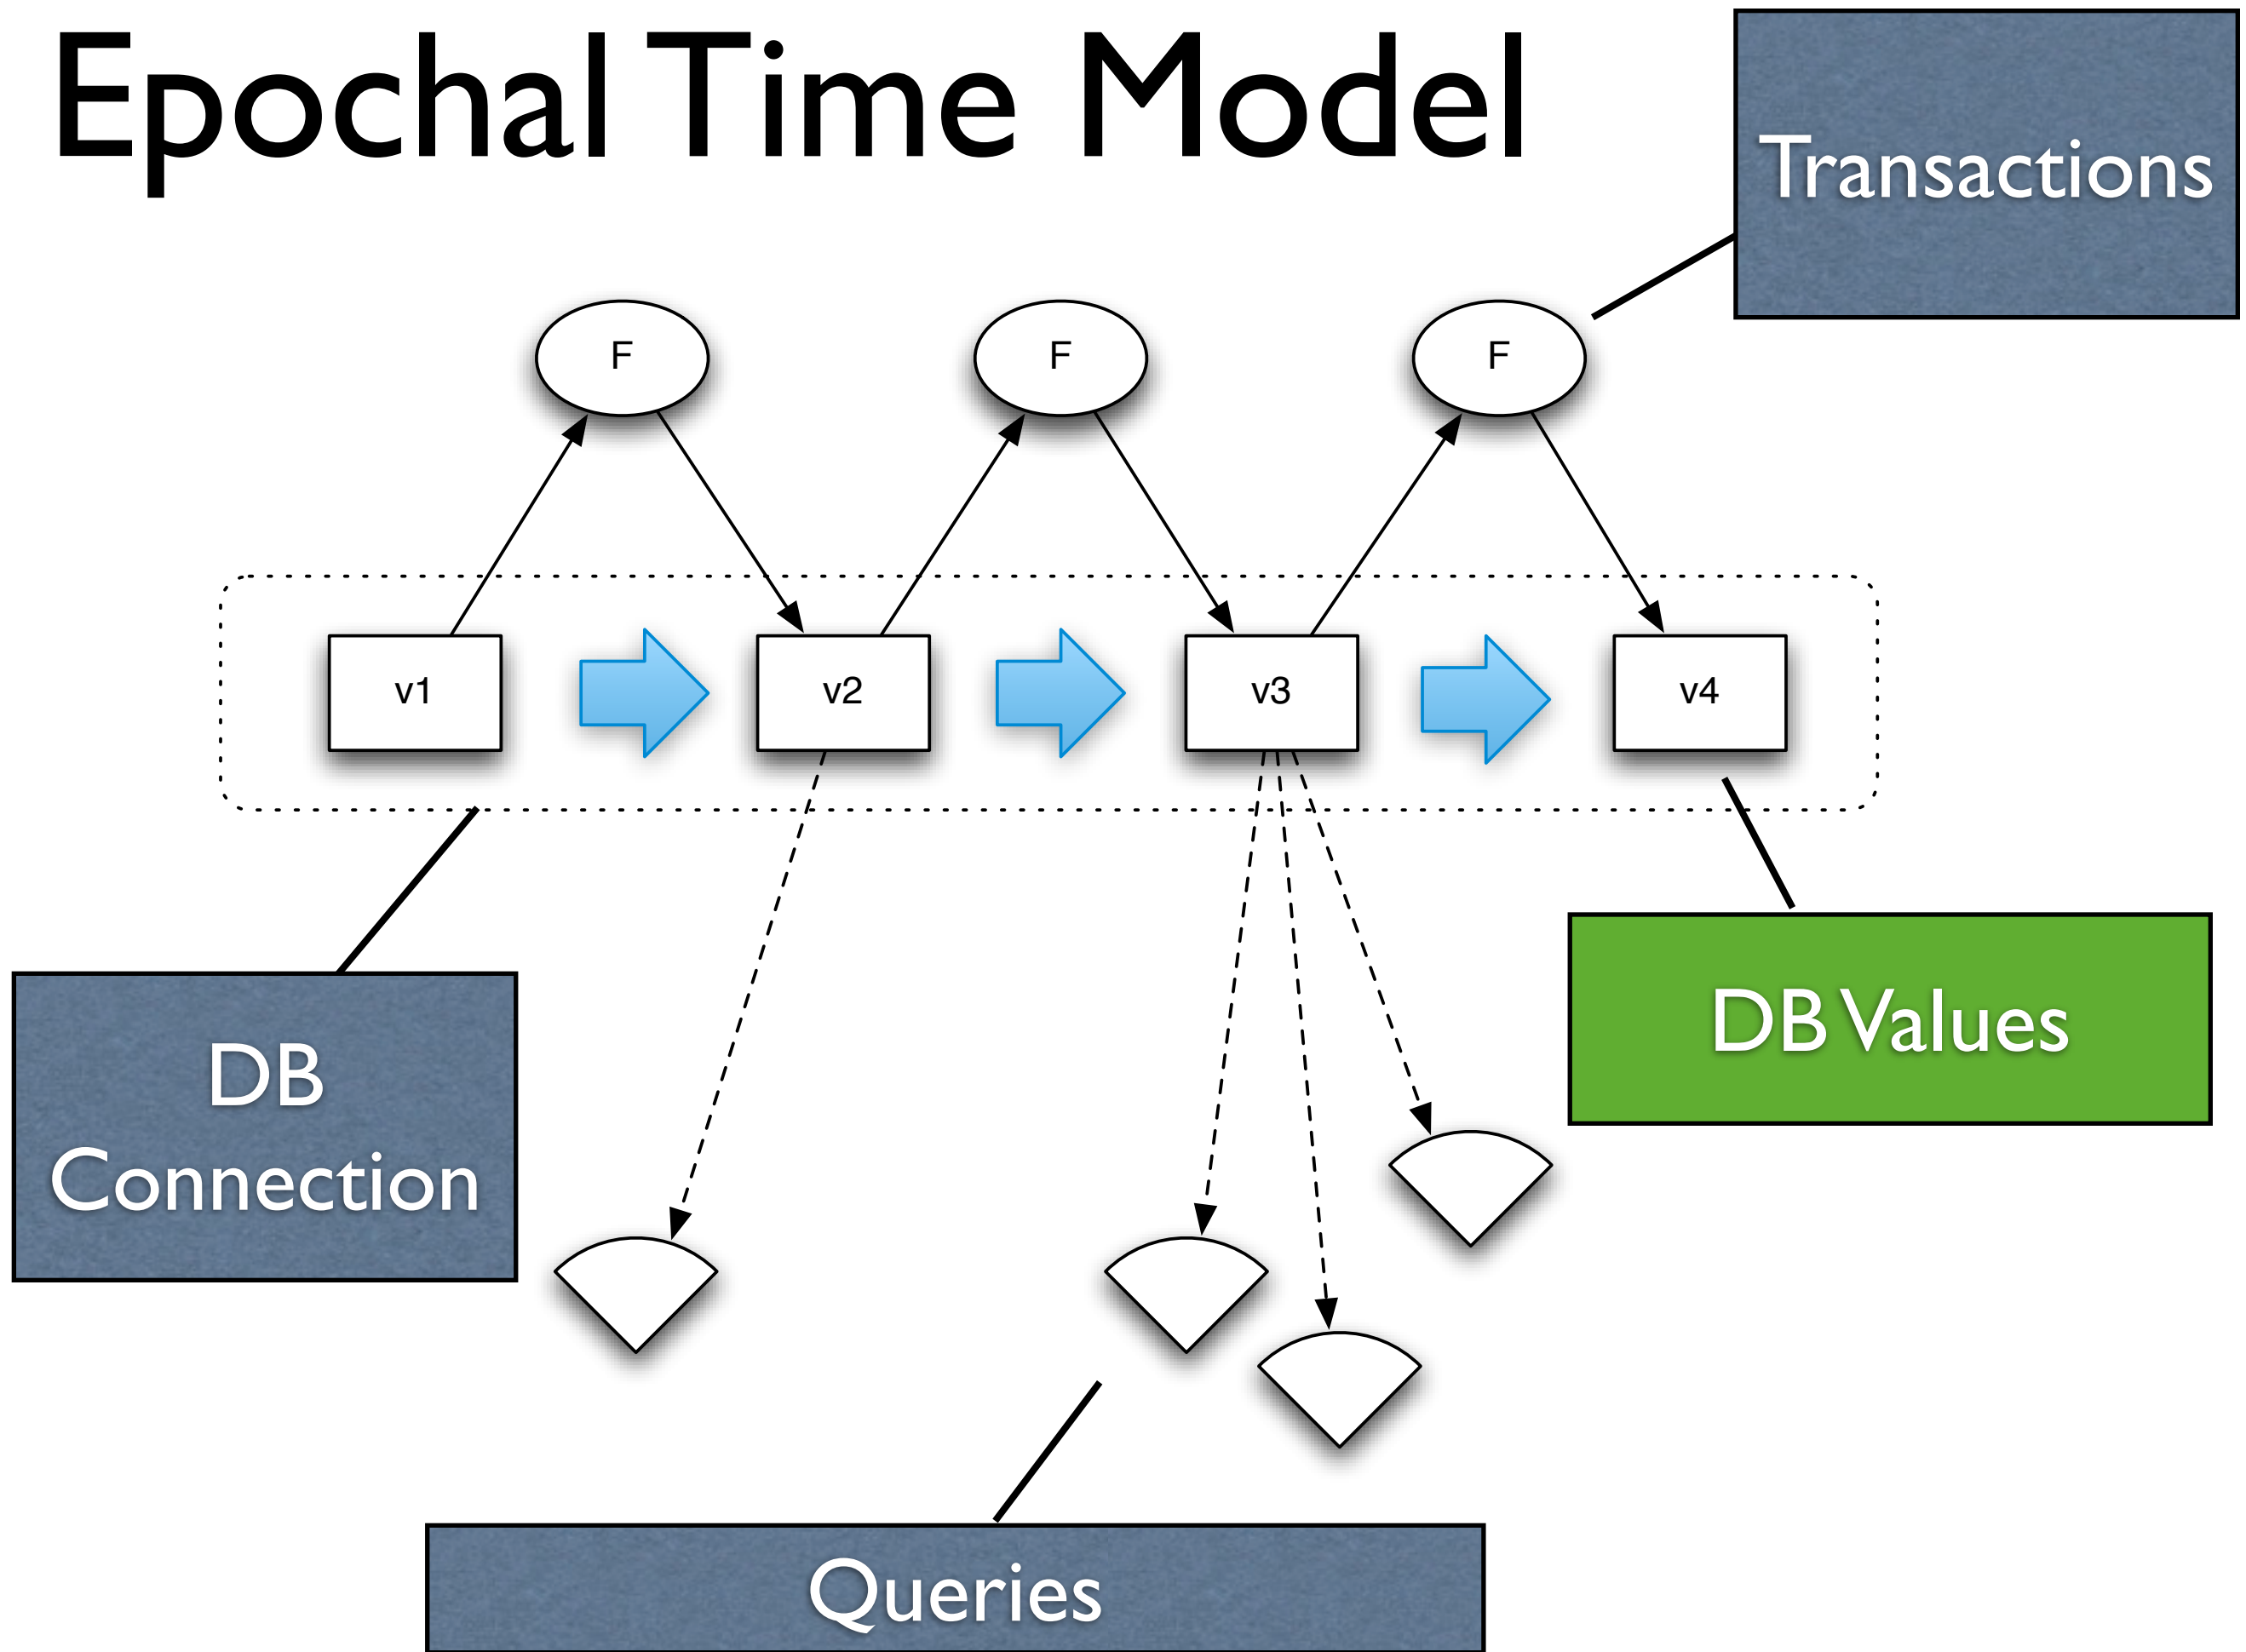 Epochal Time Model
Transactions
F
F
F
v1
v2
v3
v4
DB Values
DB
Connection
Queries